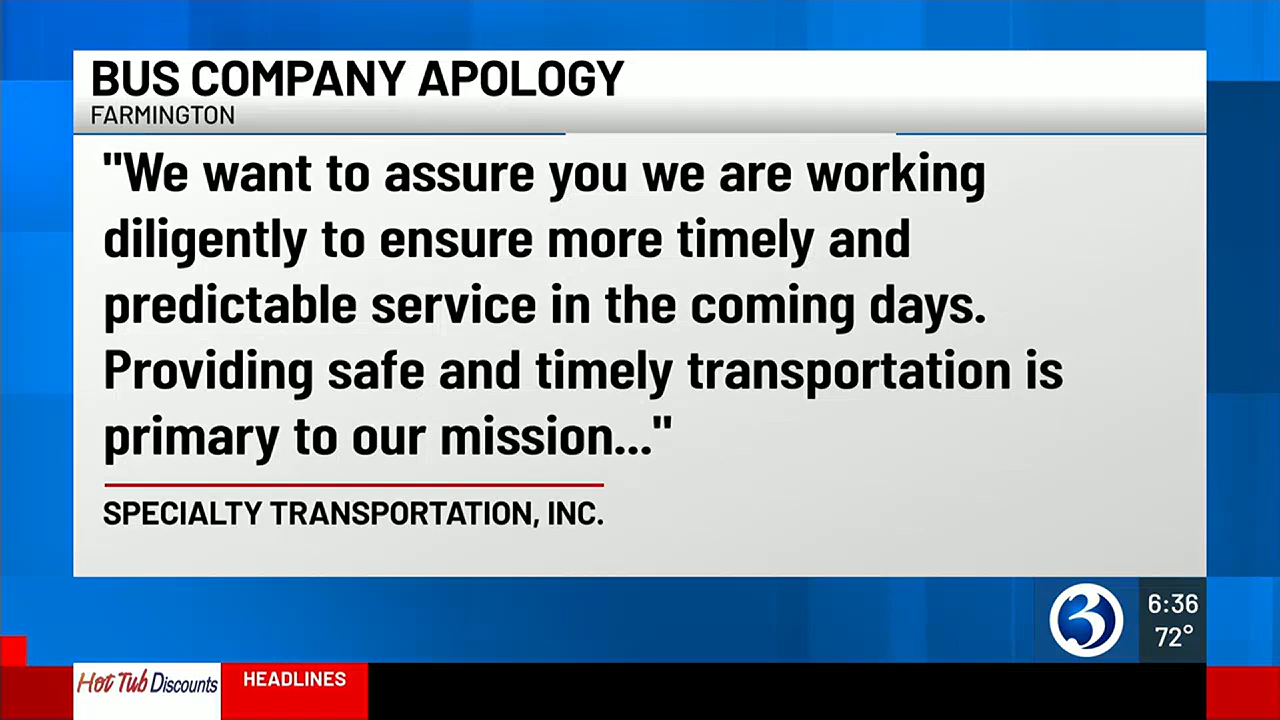 BUS COMPANY APOLOGY
FARMINGTON
"We want to assure you we are working
diligently to ensure more timely and
predictable service in the coming days.
Providing safe and timely transportation is
primary to our mission..."
SPECIALTY TRANSPORTATION, INC.
3
6:36
72°
Hot Tub Discounts
HEADLINES